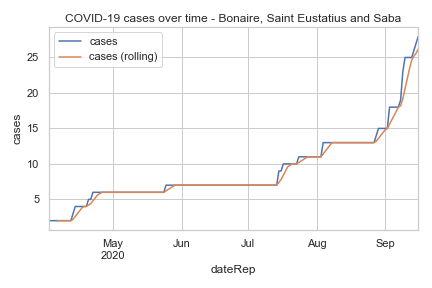 COVID-19 cases over time - Bonaire, Saint Eustatius and Saba
cases
cases (rolling)
25
20
15
10
5
cases
May
2020
Jun
Jul
Aug
Sep
dateRep